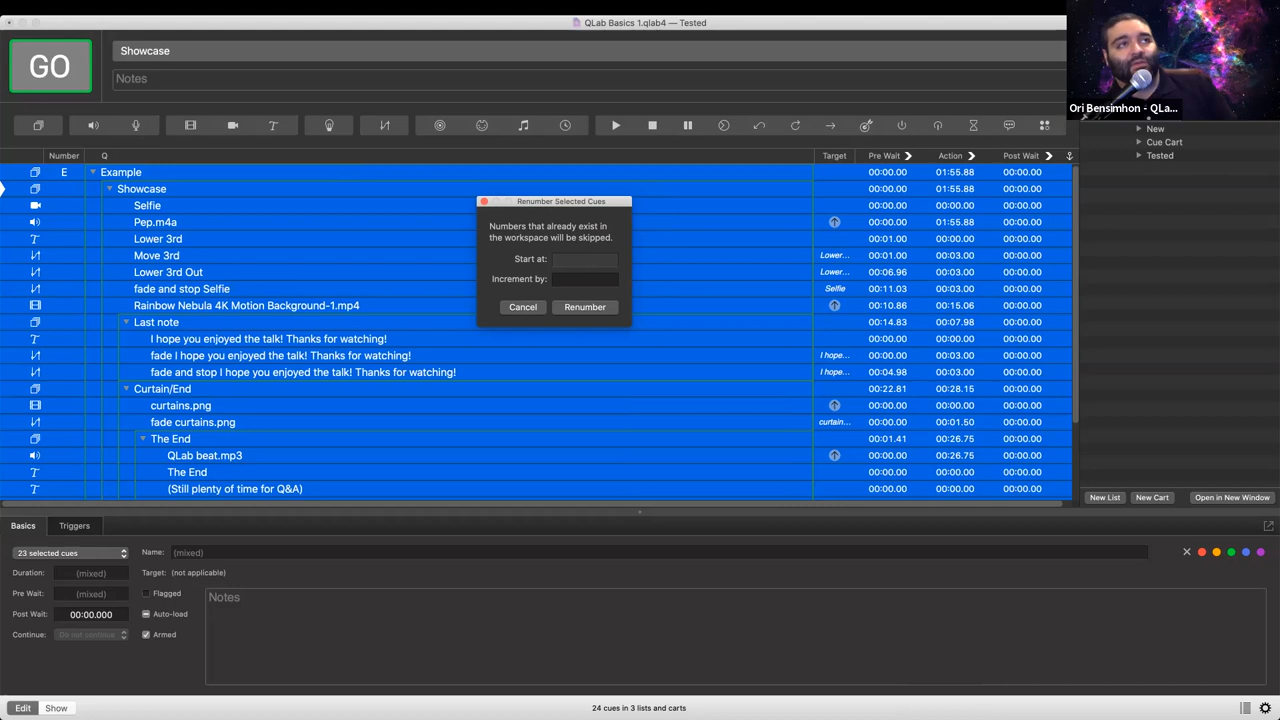 QLab Basics 1.qlab4 — Tested
GO
Showcase
Notes
Ori Bensimhon - QLa...
New
Cue Cart
Tested
Number Q Target Pre Wait Action Post Wait
E Example 00:00.00 01:55.88 00:00.00
Showcase 00:00.00 01:55.88 00:00.00
Selfie 00:00.00 00:00.00 00:00.00
Pep.m4a 00:00.00 01:55.88 00:00.00
Lower 3rd 00:01.00 00:00.00 00:00.00
Move 3rd Lower... 00:01.00 00:03.00 00:00.00
Lower 3rd Out Lower... 00:06.96 00:03.00 00:00.00
fade and stop Selfie Selfie 00:11.03 00:03.00 00:00.00
Rainbow Nebula 4K Motion Background-1.mp4 00:10.86 00:15.06 00:00.00
Last note 00:14.83 00:07.98 00:00.00
I hope you enjoyed the talk! Thanks for watching! 00:00.00 00:00.00 00:00.00
fade I hope you enjoyed the talk! Thanks for watching! I hope... 00:00.00 00:03.00 00:00.00
fade and stop I hope you enjoyed the talk! Thanks for watching! I hope... 00:04.98 00:03.00 00:00.00
Curtain/End 00:22.81 00:28.15 00:00.00
curtains.png 00:00.00 00:00.00 00:00.00
fade curtains.png curtain... 00:00.00 00:01.50 00:00.00
The End 00:01.41 00:26.75 00:00.00
QLab beat.mp3 00:00.00 00:26.75 00:00.00
The End 00:00.00 00:00.00 00:00.00
(Still plenty of time for Q&A) 00:00.00 00:00.00 00:00.00
Renumber Selected Cues
Numbers that already exist in
the workspace will be skipped.
Start at:
Increment by:
Cancel Renumber
New List New Cart Open in New Window
Basics Triggers
23 selected cues Name: (mixed)
Duration: (mixed) Target: (not applicable)
Pre Wait: (mixed) Flagged
Notes
Post Wait: 00:00.000 Auto-load
Continue: Do not continue Armed
Edit Show 24 cues in 3 lists and carts